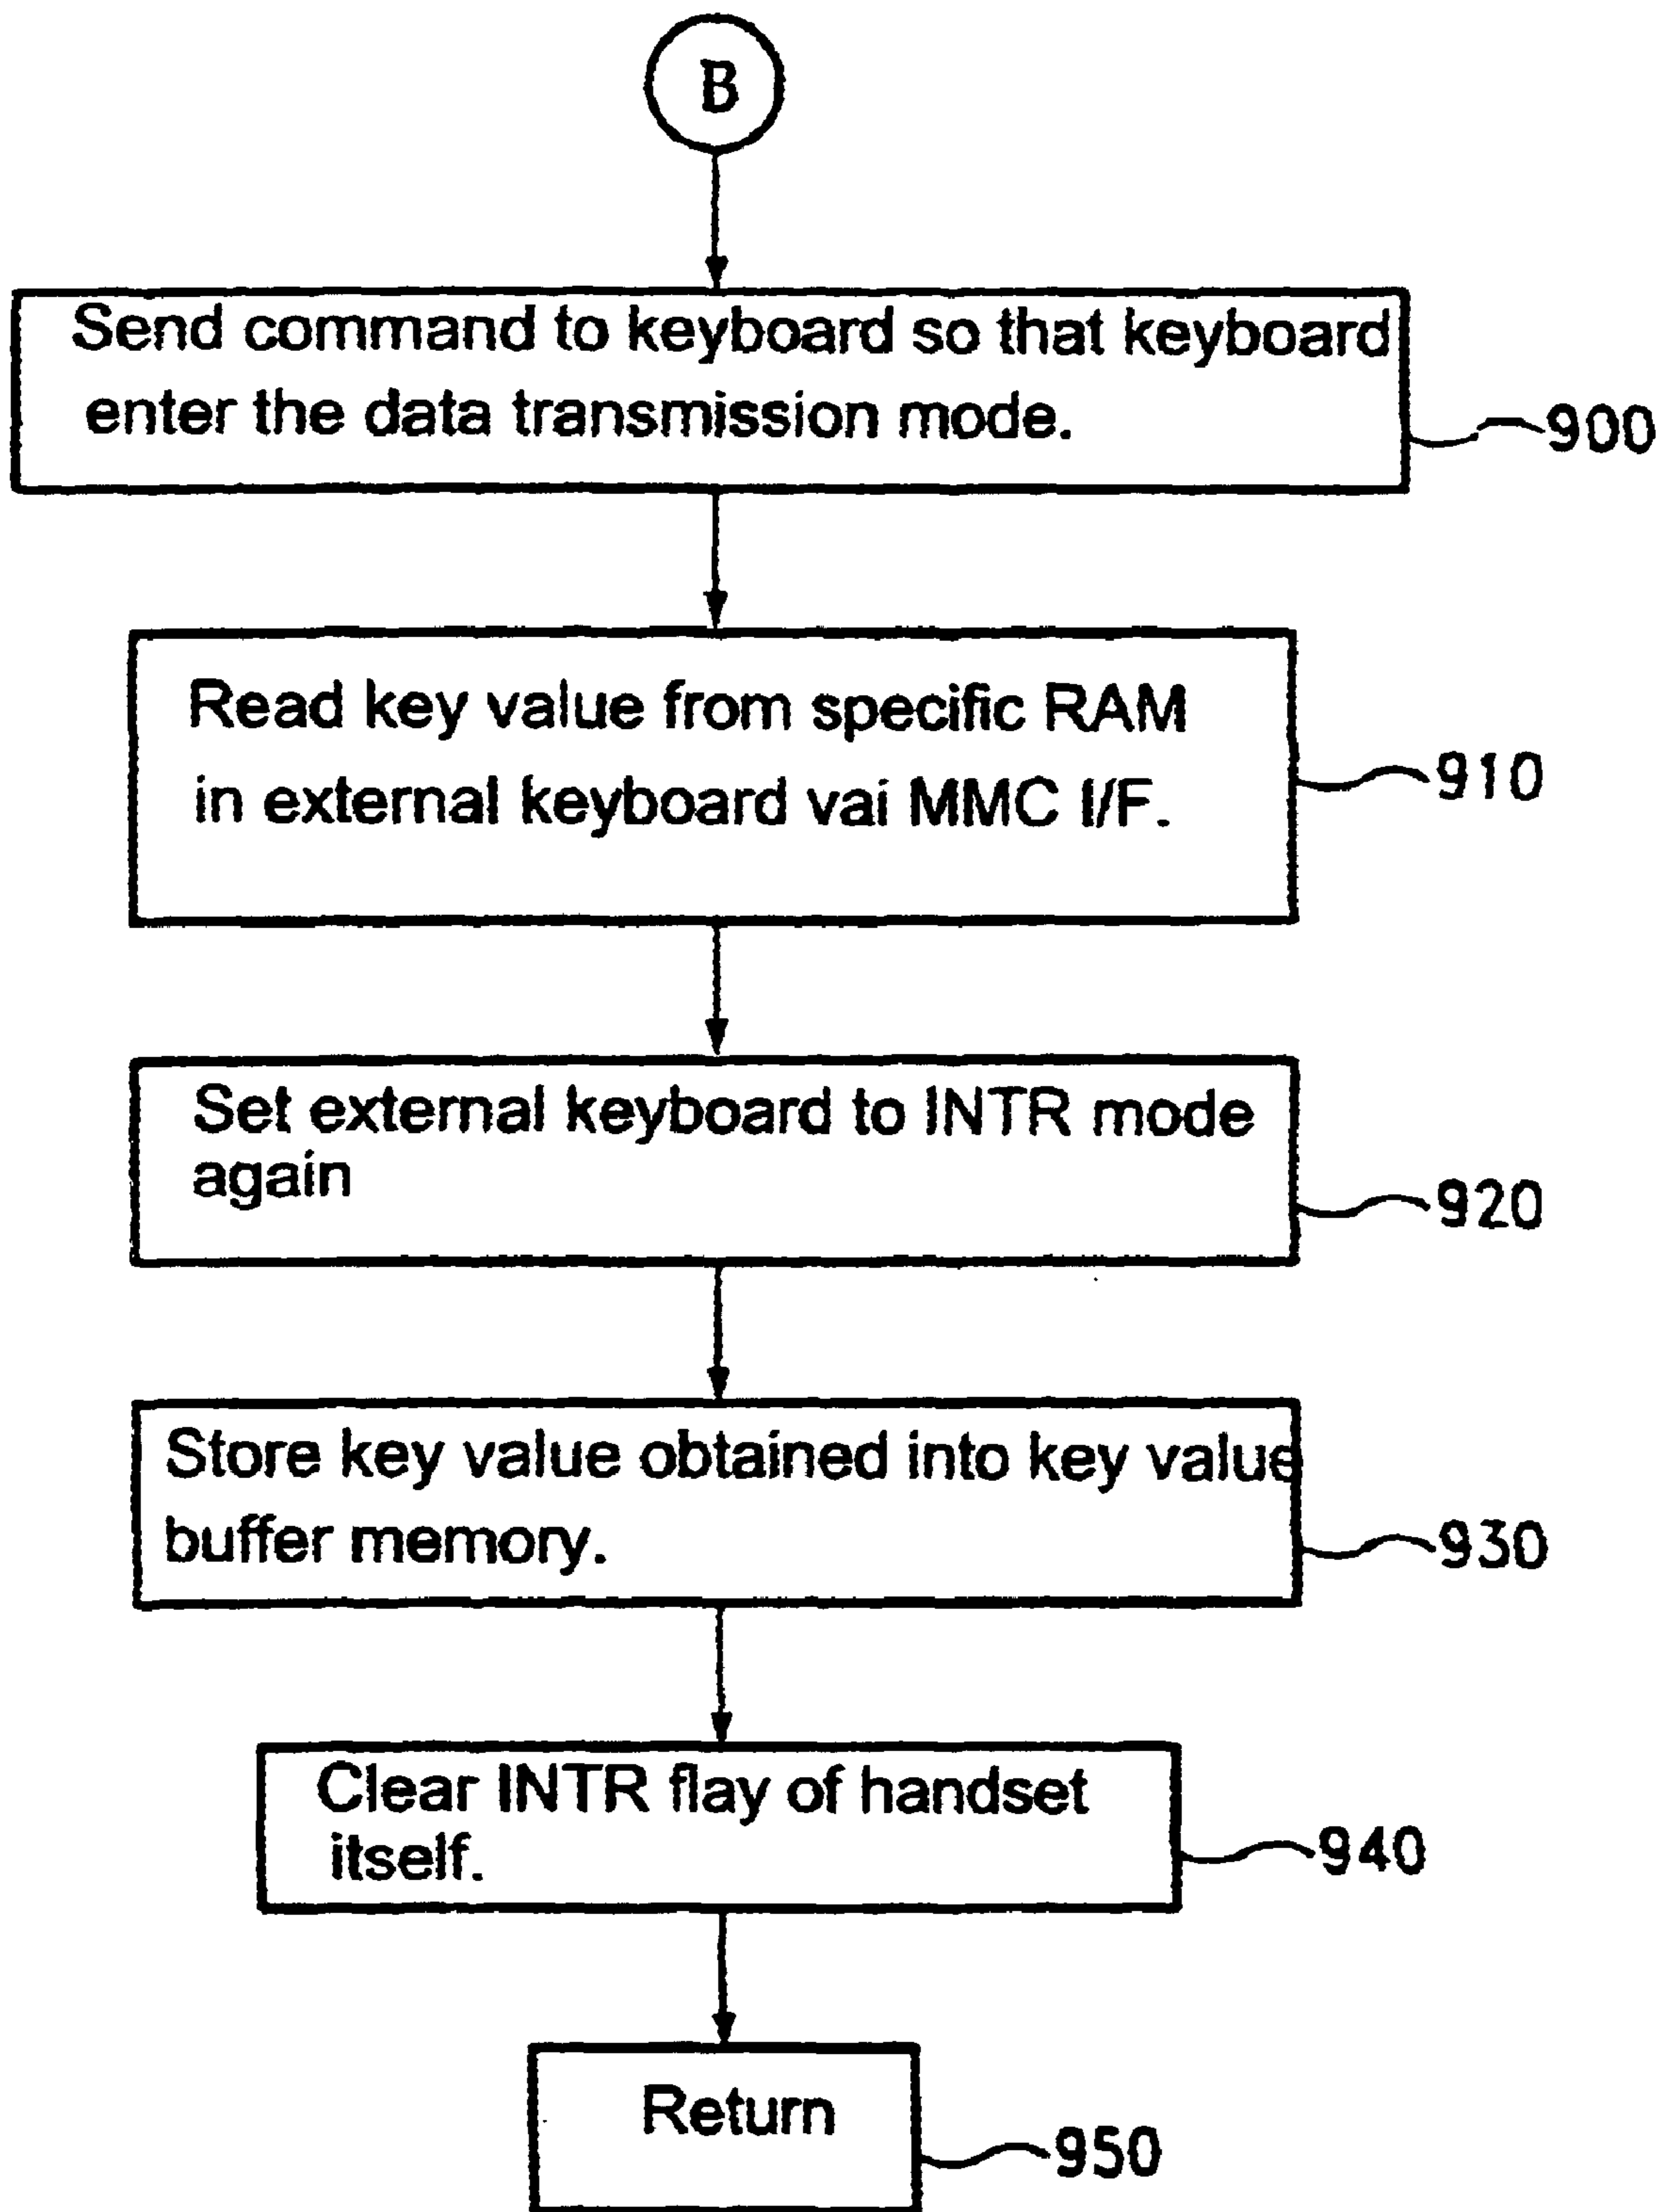 B
Send command to keyboard so that keyboard
enter the data transmission mode.
900
Read key value from specific RAM
in external keyboard vai MMC I/F.
910
Set external keyboard to INTR mode
again
920
Store key value obtained into key value
buffer memory.
930
Clear INTR flay of handset
itself.
940
Return
950